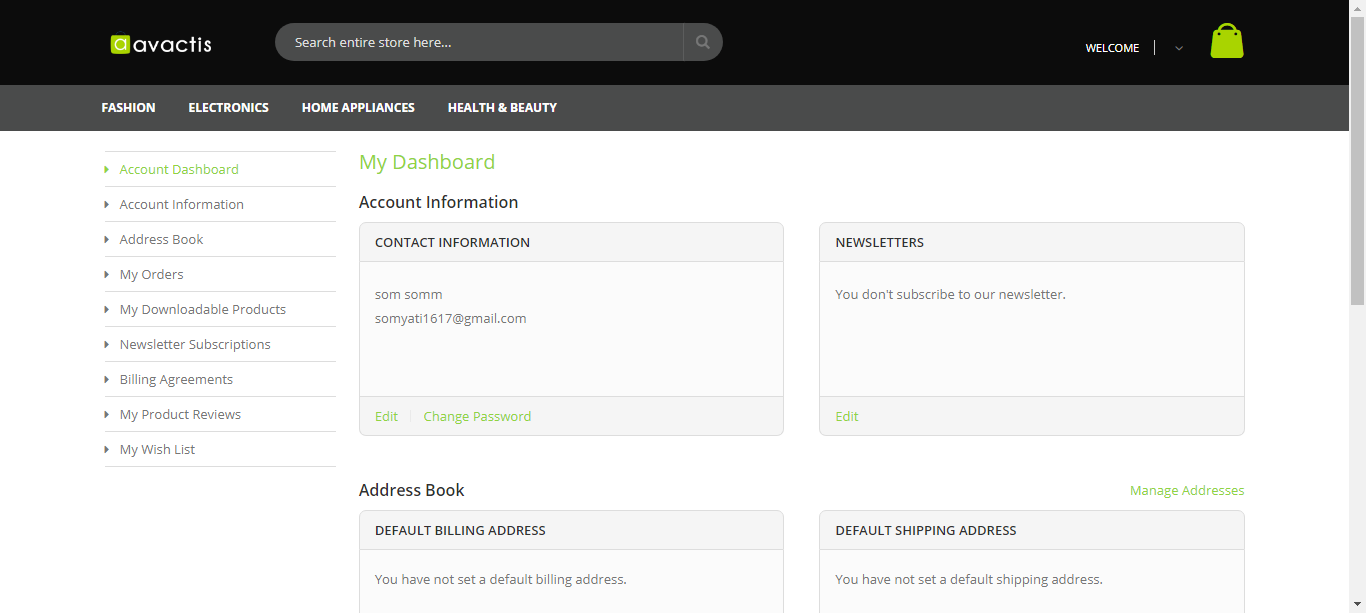 avactis
Search entire store here...
WELCOME
FASHION ELECTRONICS HOME APPLIANCES HEALTH & BEAUTY
Account Dashboard
Account Information
Address Book
My Orders
My Downloadable Products
Newsletter Subscriptions
Billing Agreements
My Product Reviews
My Wish List
My Dashboard
Account Information
CONTACT INFORMATION
som somm
somyati1617@gmail.com
Edit
Change Password
NEWSLETTERS
You don't subscribe to our newsletter.
Edit
Address Book
Manage Addresses
DEFAULT BILLING ADDRESS
You have not set a default billing address.
DEFAULT SHIPPING ADDRESS
You have not set a default shipping address.